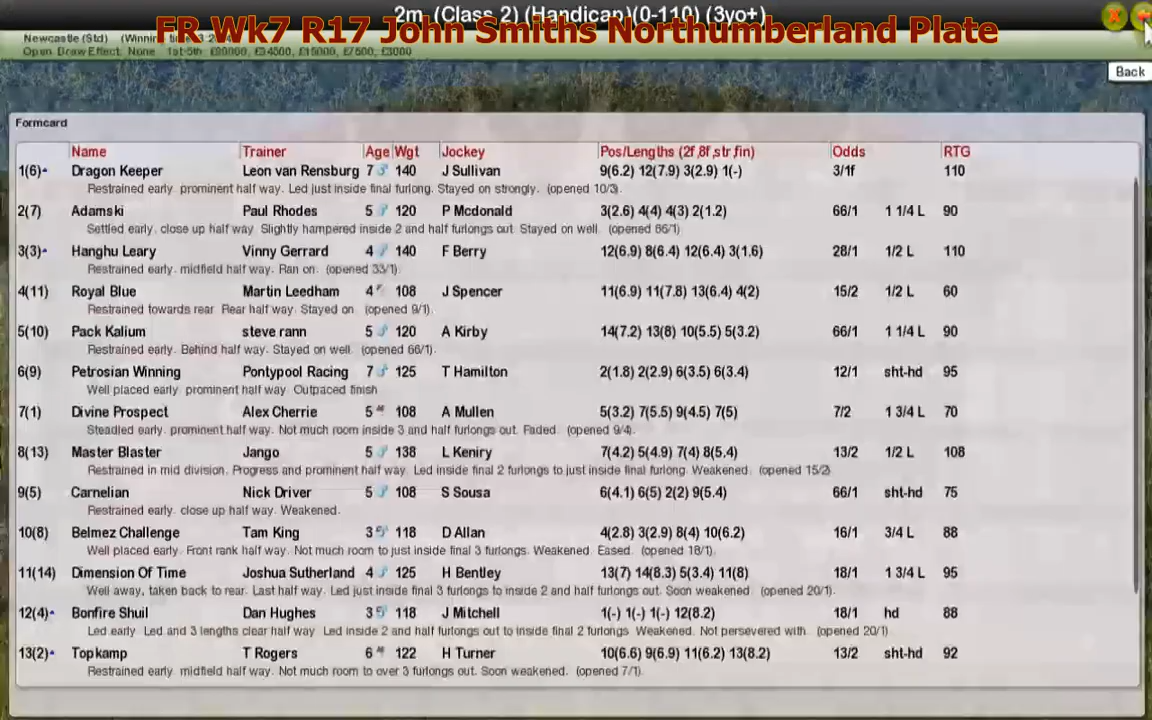 2m, (Class 2) (Handicap)(0-110) (3yo+)
FR Wk7 R17 John Smiths Northumberland Plate
Newcastle (Std) (Winning
Open Draw Effect: None 1st-5th £90000, £34500, £15000, £7500, £3000
Back
Formcard
Name Trainer Age Wgt Jockey Pos/Lengths (2f,8f,str,fin) Odds RTG
1(6) Dragon Keeper Leon van Rensburg 7 140 J Sullivan 9(6.2) 12(7.9) 3(2.9) 1(-) 3/1f 110
Restrained early. prominent half way. Led just inside final furlong. Stayed on strongly. (opened 10/3).
2(7) Adamski Paul Rhodes 5 120 P Mcdonald 3(2.6) 4(4) 4(3) 2(1.2) 66/1 1 1/4 L 90
Settled early. close up half way. Slightly hampered inside 2 and half furlongs out. Stayed on well. (opened 66/1)
3(3) Hanghu Leary Vinny Gerrard 4 140 F Berry 12(6.9) 8(6.4) 12(6.4) 3(1.6) 28/1 1/2 L 110
Restrained early. midfield half way. Ran on. (opened 33/1).
4(11) Royal Blue Martin Leedham 4 108 J Spencer 11(6.9) 11(7.8) 13(6.4) 4(2) 15/2 1/2 L 60
Restrained towards rear. Rear half way. Stayed on. (opened 9/1).
5(10) Pack Kalium steve rann 5 120 A Kirby 14(7.2) 13(8) 10(5.5) 5(3.2) 66/1 1 1/4 L 90
Restrained early. Behind half way. Stayed on well. (opened 66/1).
6(9) Petrosian Winning Pontypool Racing 7 125 T Hamilton 2(1.8) 2(2.9) 6(3.5) 6(3.4) 12/1 sht-hd 95
Well placed early. prominent half way. Outpaced finish.
7(1) Divine Prospect Alex Cherrie 5 108 A Mullen 5(3.2) 7(5.5) 9(4.5) 7(5) 7/2 1 3/4 L 70
Steadied early. prominent half way. Not much room inside 3 and half furlongs out. Faded. (opened 9/4).
8(13) Master Blaster Jango 5 138 L Keniry 7(4.2) 5(4.9) 7(4) 8(5.4) 13/2 1/2 L 108
Restrained in mid division. Progress and prominent half way. Led inside final 2 furlongs to just inside final furlong. Weakened. (opened 15/2)
9(5) Carnelian Nick Driver 5 108 S Sousa 6(4.1) 6(5) 2(2) 9(5.4) 66/1 sht-hd 75
Restrained early. close up half way. Weakened.
10(8) Belmez Challenge Tam King 3 118 D Allan 4(2.8) 3(2.9) 8(4) 10(6.2) 16/1 3/4 L 88
Well placed early. Front rank half way. Not much room to just inside final 3 furlongs. Weakened. Eased. (opened 18/1).
11(14) Dimension Of Time Joshua Sutherland 4 125 H Bentley 13(7) 14(8.3) 5(3.4) 11(8) 18/1 1 3/4 L 95
Well away, taken back to rear. Last half way. Led just inside final 3 furlongs to inside 2 and half furlongs out. Soon weakened. (opened 20/1).
12(4) Bonfire Shuil Dan Hughes 3 118 J Mitchell 1(-) 1(-) 1(-) 12(8.2) 18/1 hd 88
Led early. Led and 3 lengths clear half way. Led inside 2 and half furlongs out to inside final 2 furlongs. Weakened. Not persevered with. (opened 20/1)
13(2) Topkamp T Rogers 6 122 H Turner 10(6.6) 9(6.9) 11(6.2) 13(8.2) 13/2 sht-hd 92
Restrained early. midfield half way. Not much room to over 3 furlongs out. Soon weakened. (opened 7/1).